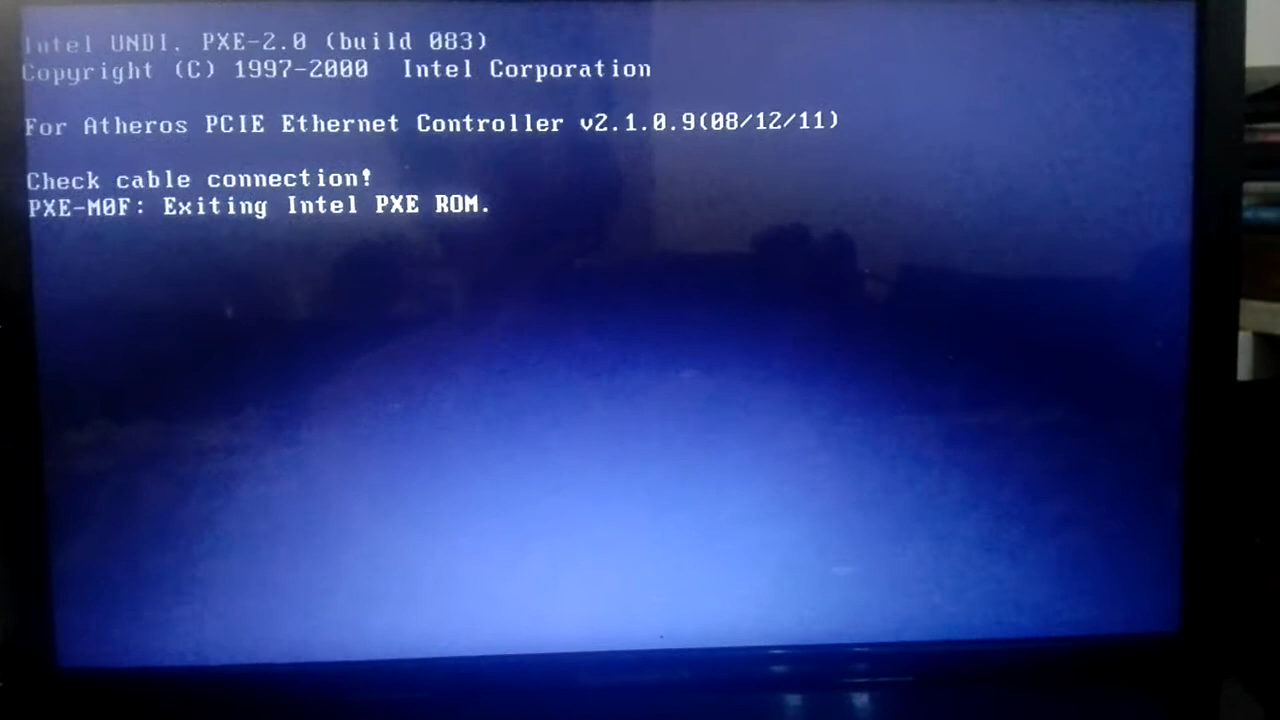 Intel UNDI, PXE-2.0 (build 083)
Copyright (C) 1997-2000  Intel Corporation
For Atheros PCIE Ethernet Controller v2.1.0.9(08/12/11)
Check cable connection!
PXE-M0F: Exiting Intel PXE ROM.